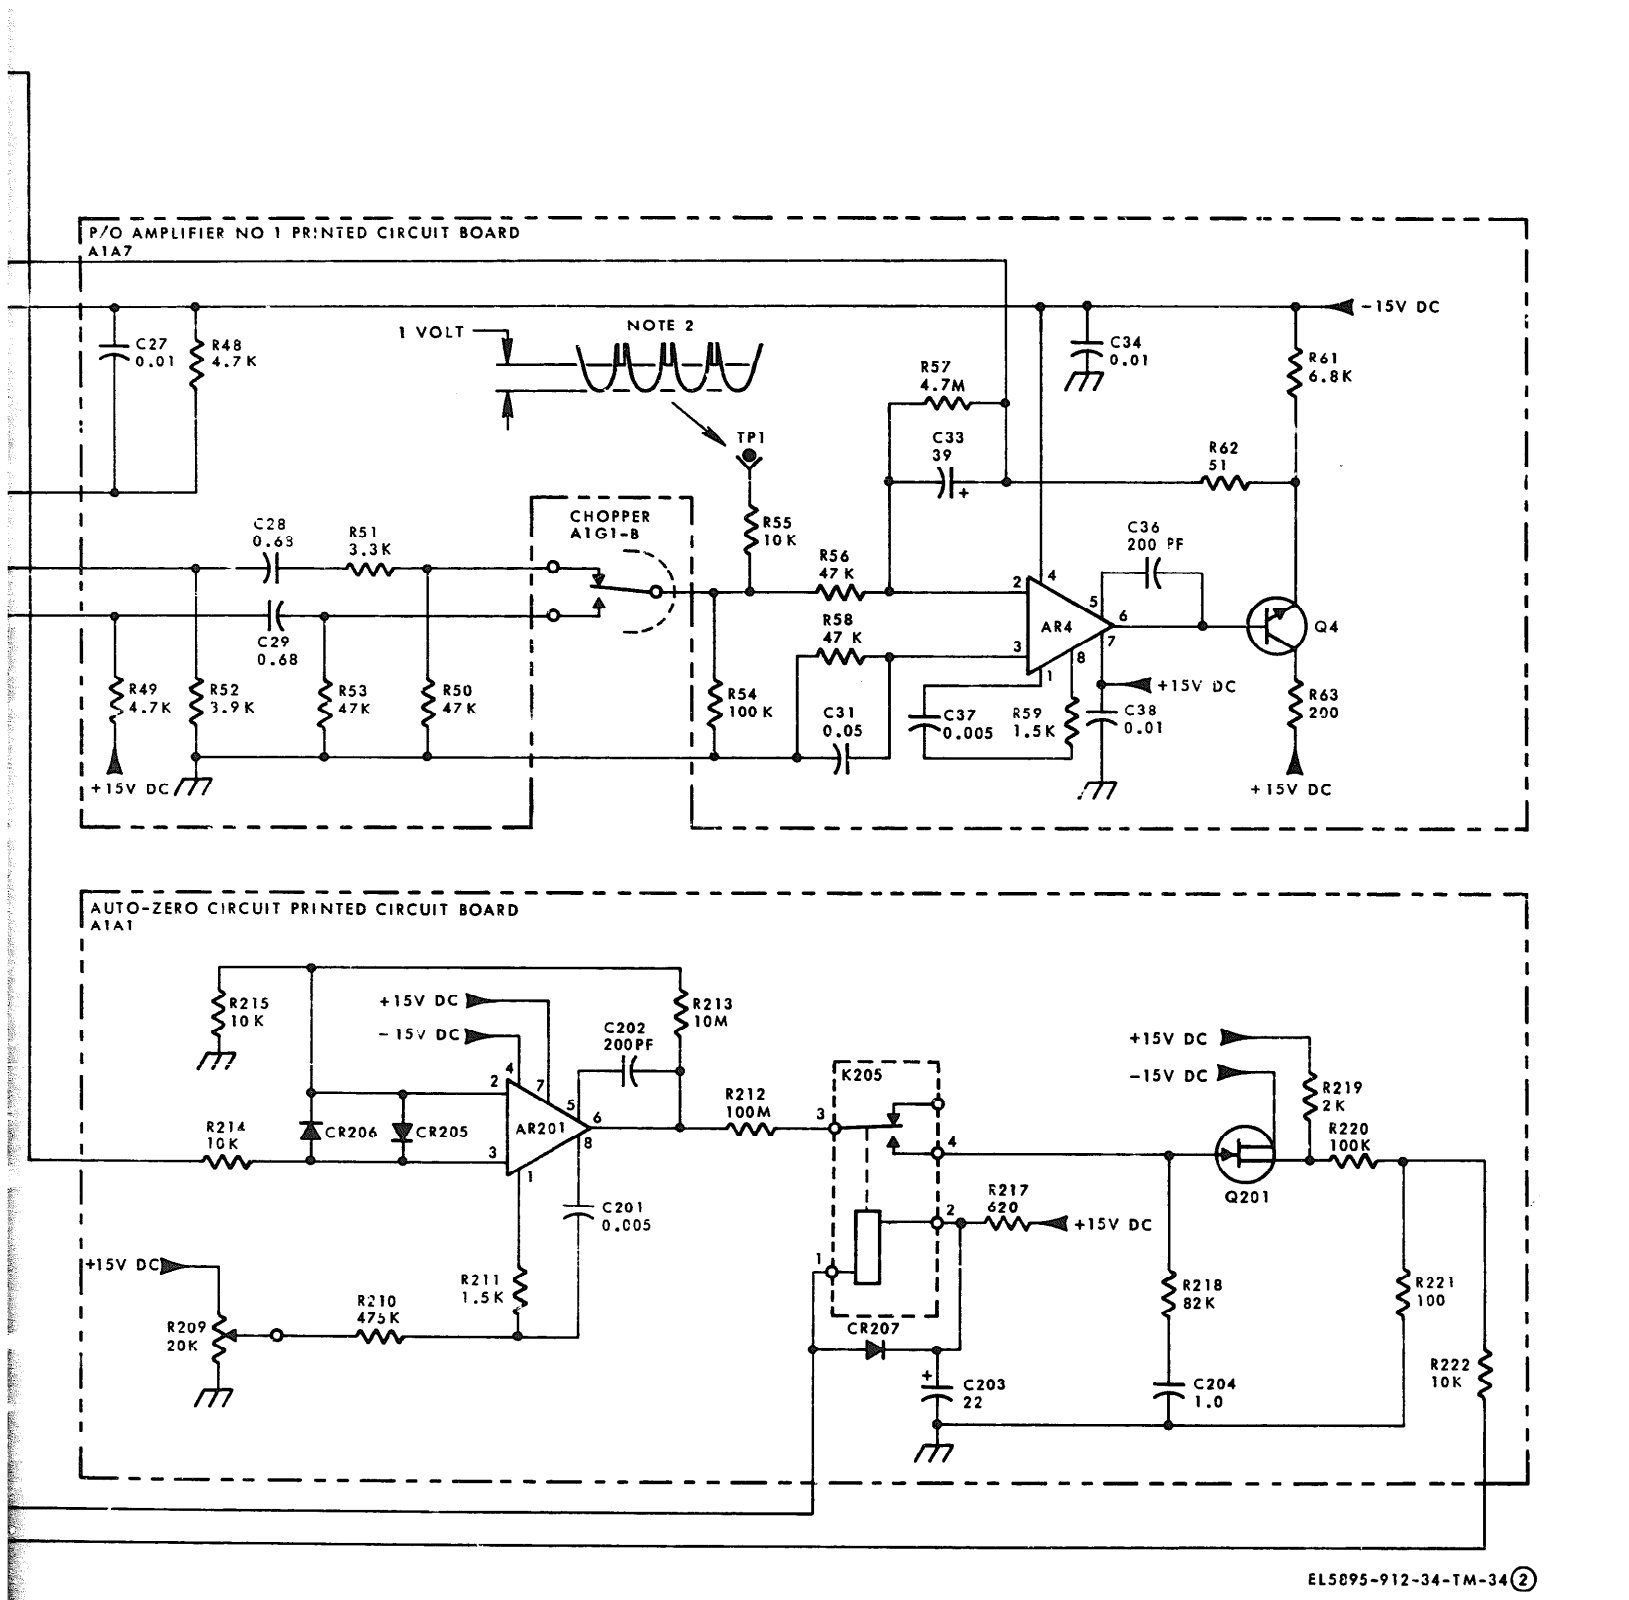 P/O AMPLIFIER NO 1 PRINTED CIRCUIT BOARD
A1A7
-15V DC
1 VOLT
NOTE 2
C27
0.01
R48
4.7K
C34
0.01
R61
6.8K
R57
4.7M
C33
39
+
TP1
R62
51
CHOPPER
A1G1-B
R55
10K
C28
0.68
R51
3.3K
C36
200 PF
R56
47K
2
4
5
6
AR4
7
3
8
1
Q4
R58
47K
C29
0.68
R49
4.7K
R52
3.9K
R53
47K
R50
47K
R54
100K
C31
0.05
C37
0.005
R59
1.5K
+15V DC
C38
0.01
R63
200
+15V DC
+15V DC
AUTO-ZERO CIRCUIT PRINTED CIRCUIT BOARD
A1A1
R215
10K
+15V DC
-15V DC
R213
10M
C202
200PF
4
7
2
5
6
AR201
8
3
1
R214
10K
CR206
CR205
R212
100M
3
K205
4
2
1
+15V DC
-15V DC
R219
2K
R220
100K
Q201
R217
620
+15V DC
C201
0.005
+15V DC
R209
20K
R210
475K
R211
1.5K
CR207
+
C203
22
R218
82K
C204
1.0
R221
100
R222
10K
EL5895-912-34-TM-34 2